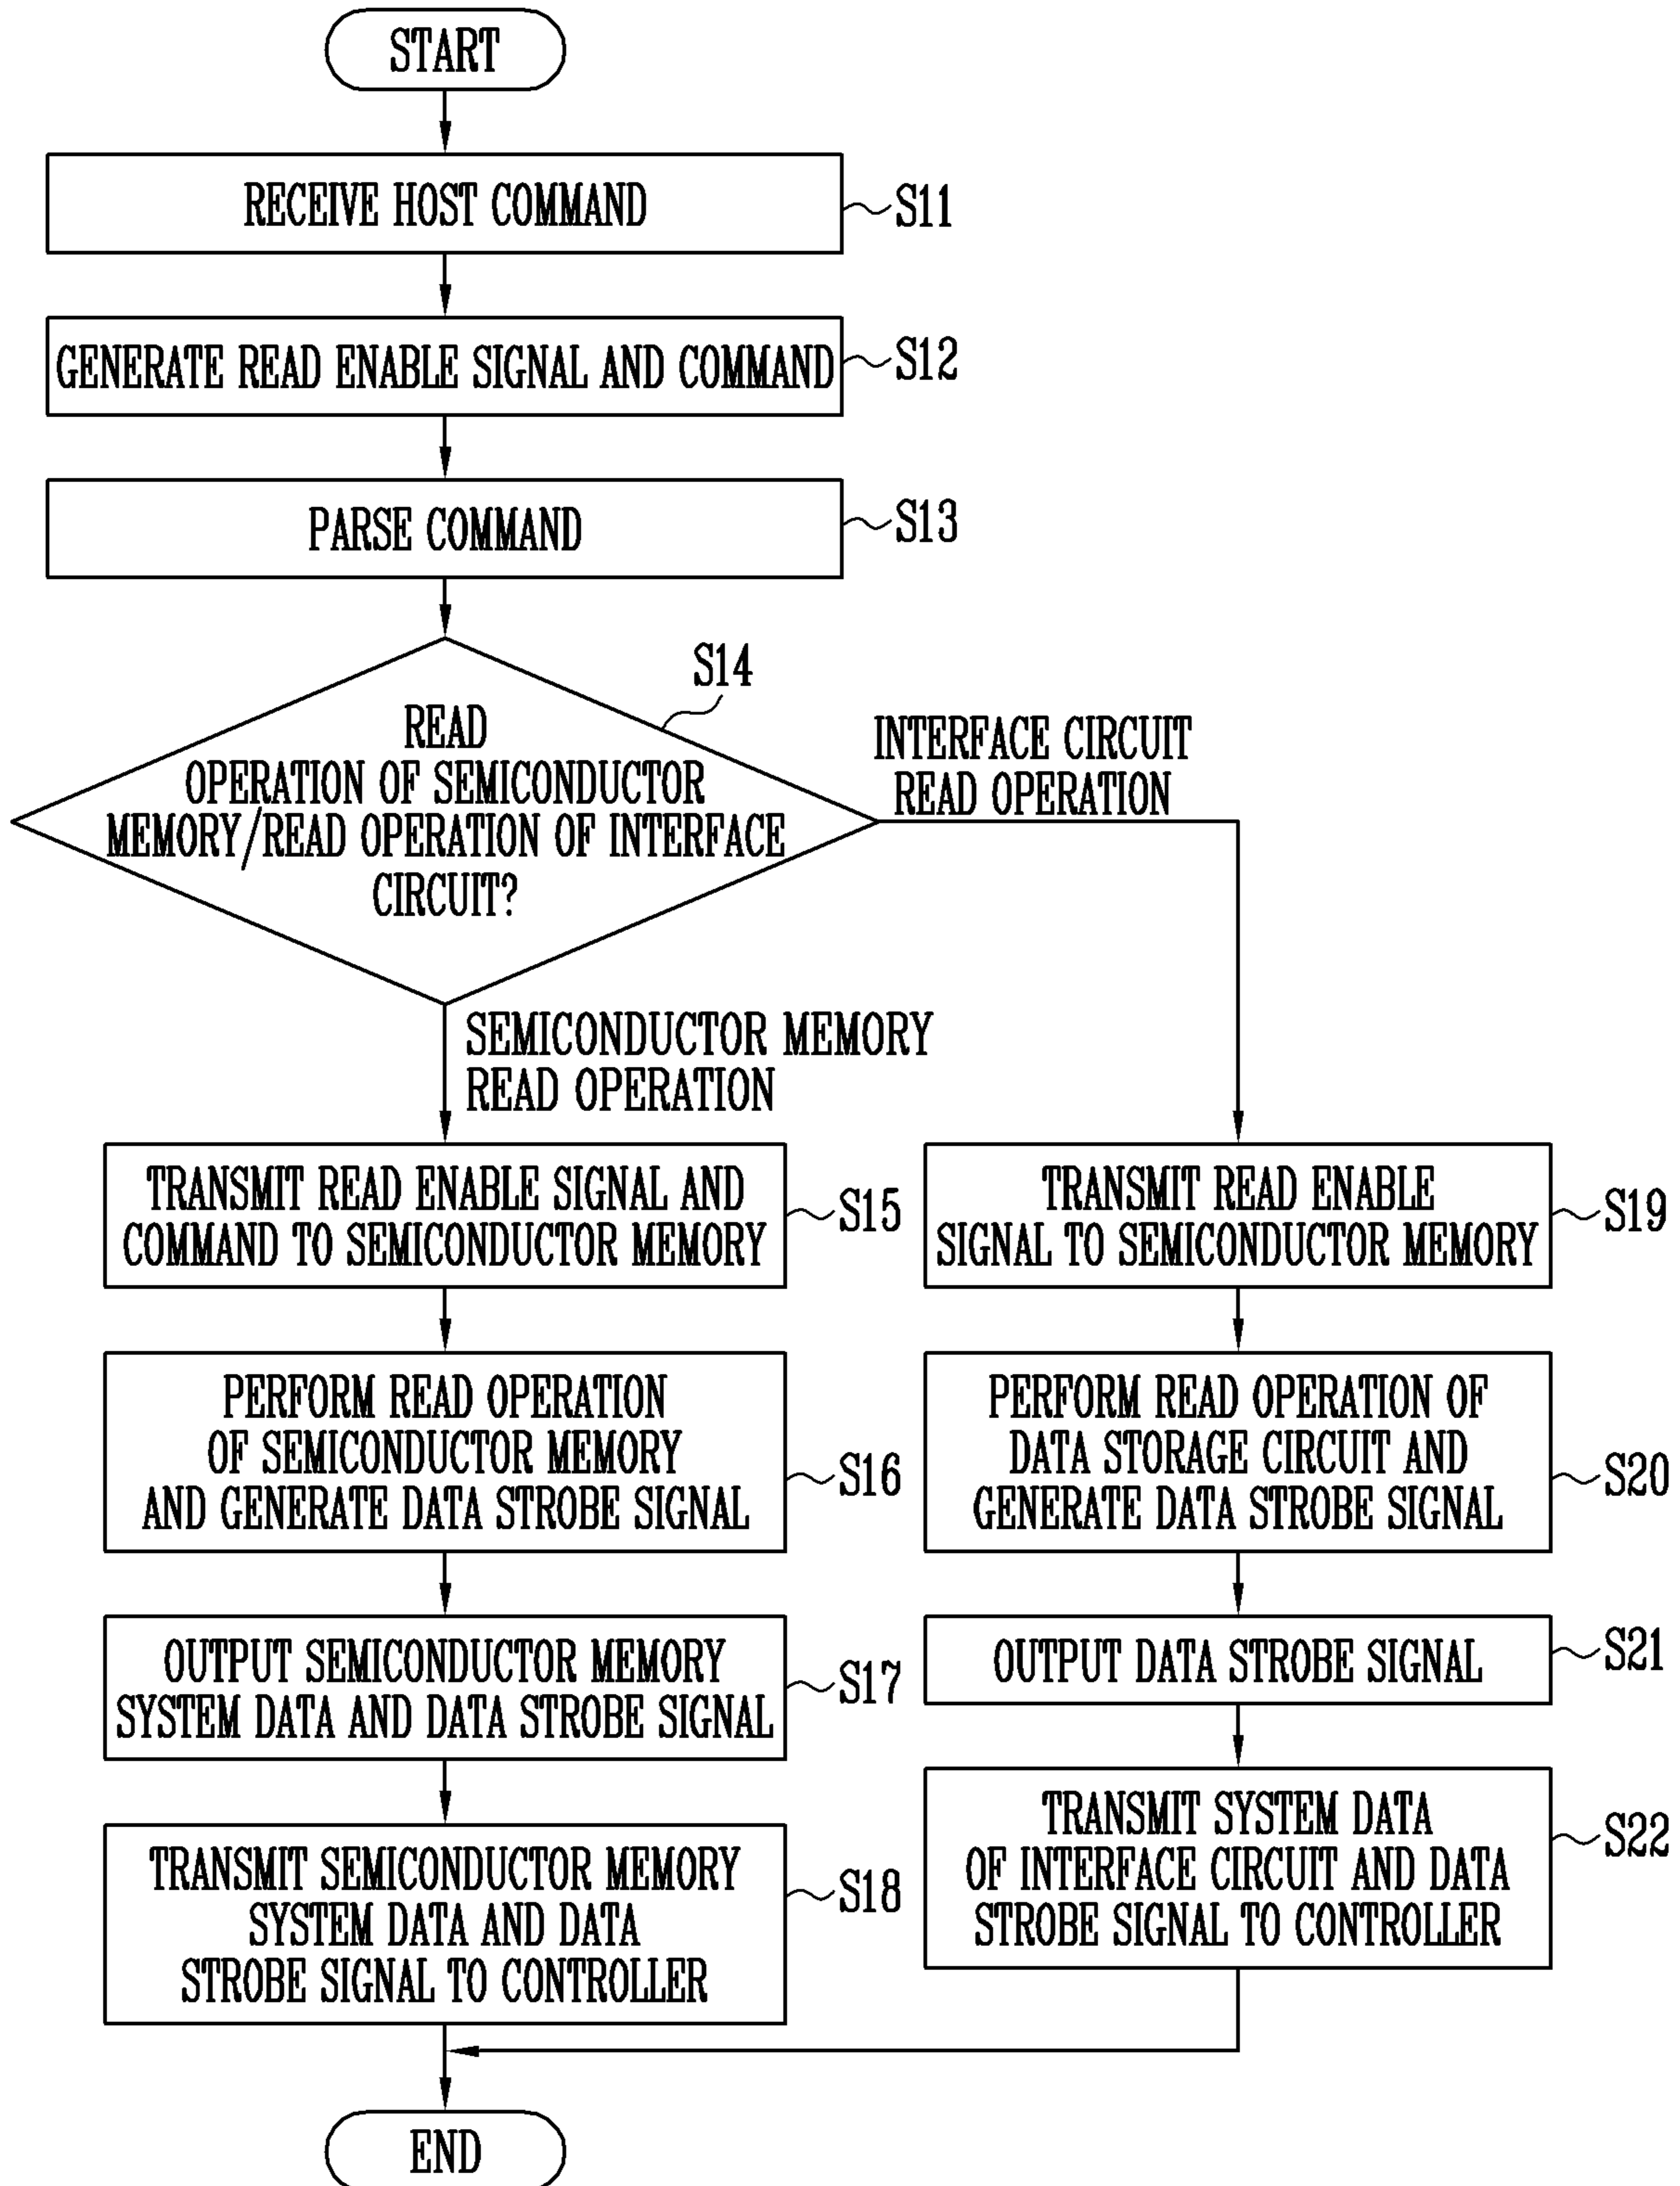 START
RECEIVE HOST COMMAND
S11
GENERATE READ ENABLE SIGNAL AND COMMAND
S12
PARSE COMMAND
S13
S14
READ
OPERATION OF SEMICONDUCTOR
MEMORY/READ OPERATION OF INTERFACE
CIRCUIT?
INTERFACE CIRCUIT
READ OPERATION
SEMICONDUCTOR MEMORY
READ OPERATION
TRANSMIT READ ENABLE SIGNAL AND
COMMAND TO SEMICONDUCTOR MEMORY
S15
PERFORM READ OPERATION
OF SEMICONDUCTOR MEMORY
AND GENERATE DATA STROBE SIGNAL
S16
OUTPUT SEMICONDUCTOR MEMORY
SYSTEM DATA AND DATA STROBE SIGNAL
S17
TRANSMIT SEMICONDUCTOR MEMORY
SYSTEM DATA AND DATA
STROBE SIGNAL TO CONTROLLER
S18
TRANSMIT READ ENABLE
SIGNAL TO SEMICONDUCTOR MEMORY
S19
PERFORM READ OPERATION OF
DATA STORAGE CIRCUIT AND
GENERATE DATA STROBE SIGNAL
S20
OUTPUT DATA STROBE SIGNAL
S21
TRANSMIT SYSTEM DATA
OF INTERFACE CIRCUIT AND DATA
STROBE SIGNAL TO CONTROLLER
S22
END